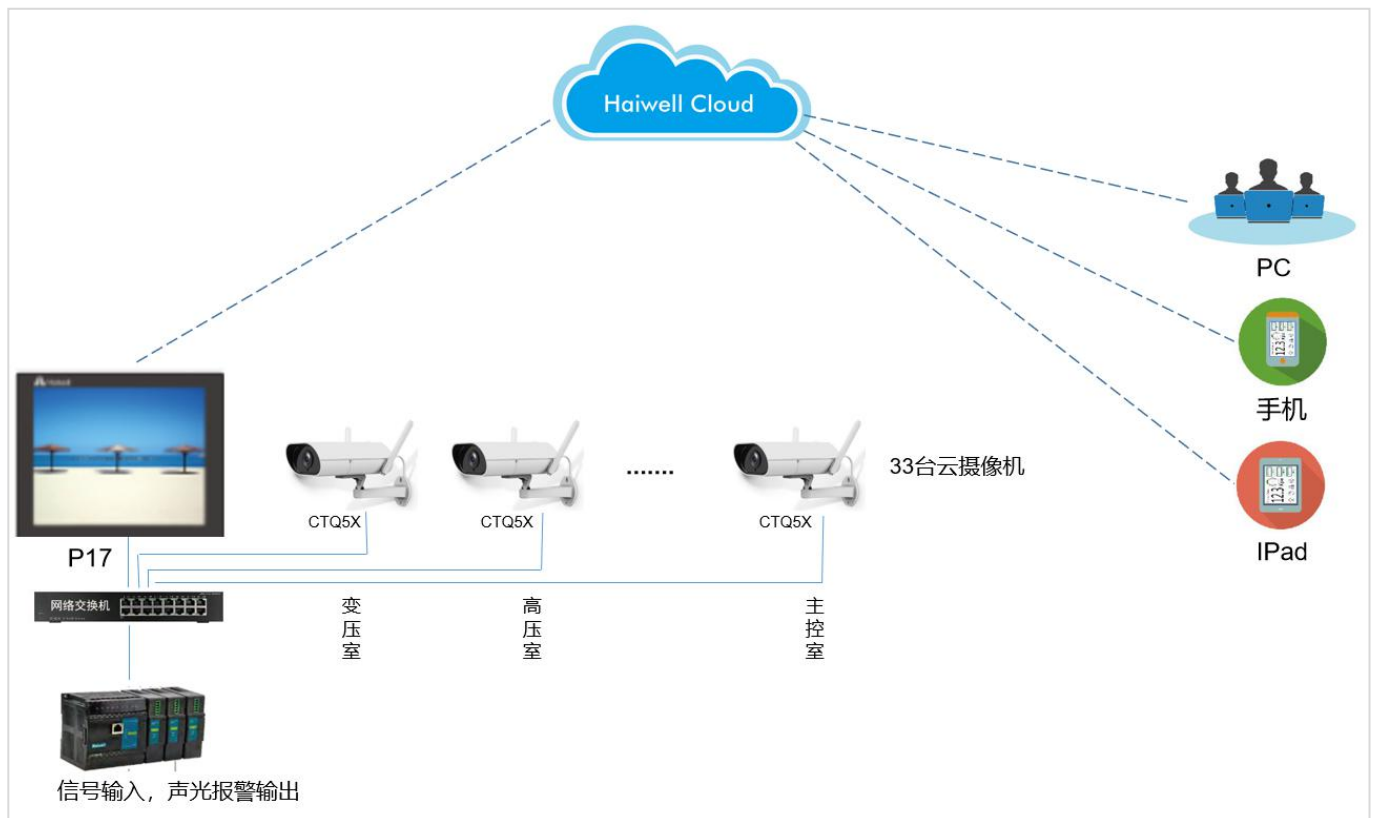 Haiwell Cloud
PC
手机
IPad
33台云摄像机
CTQ5X
CTQ5X
.......
CTQ5X
P17
网络交换机
变压室
高压室
主控室
信号输入，声光报警输出